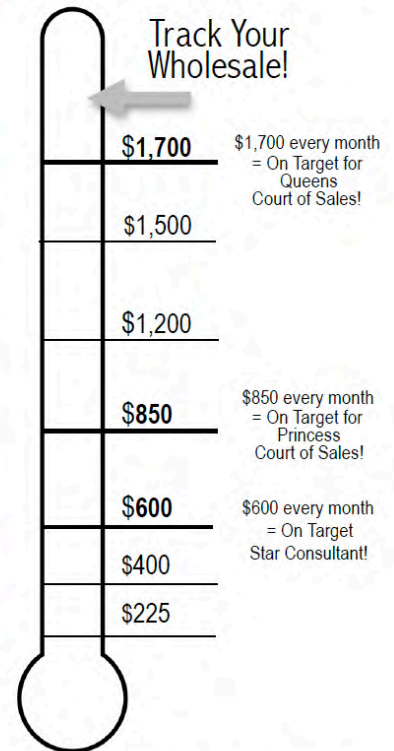 Track Your
Wholesale!
$1,700
$1,700 every month
= On Target for
Queens
Court of Sales!
$1,500
$1,200
$850
$850 every month
= On Target for
Princess
Court of Sales!
$600
$600 every month
= On Target
Star Consultant!
$400
$225